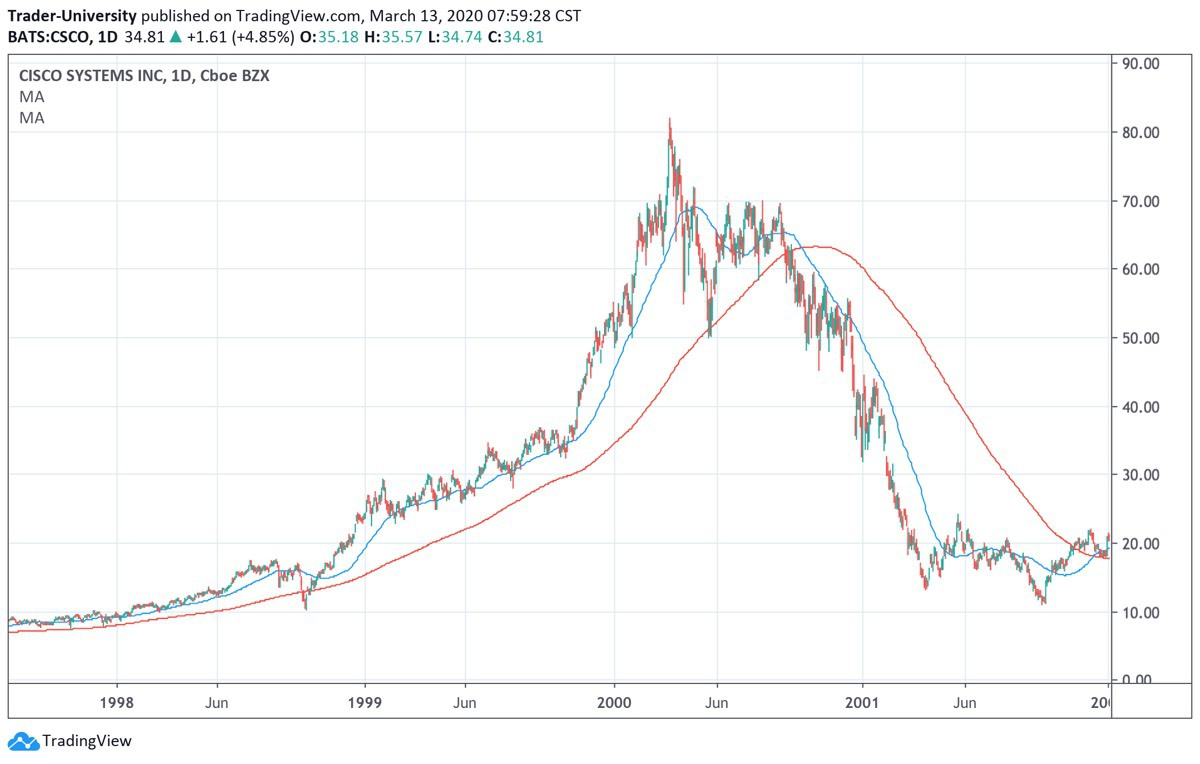 Trader-University published on TradingView.com, March 13, 2020 07:59:28 CST
BATS:CSCO, 1D 34.81 ▲ +1.61 (+4.85%) O:35.18 H:35.57 L:34.74 C:34.81
CISCO SYSTEMS INC, 1D, Cboe BZX
MA
MA
90.00
80.00
70.00
60.00
50.00
40.00
30.00
20.00
10.00
0.00
1998 Jun 1999 Jun 2000 Jun 2001 Jun 20
TradingView